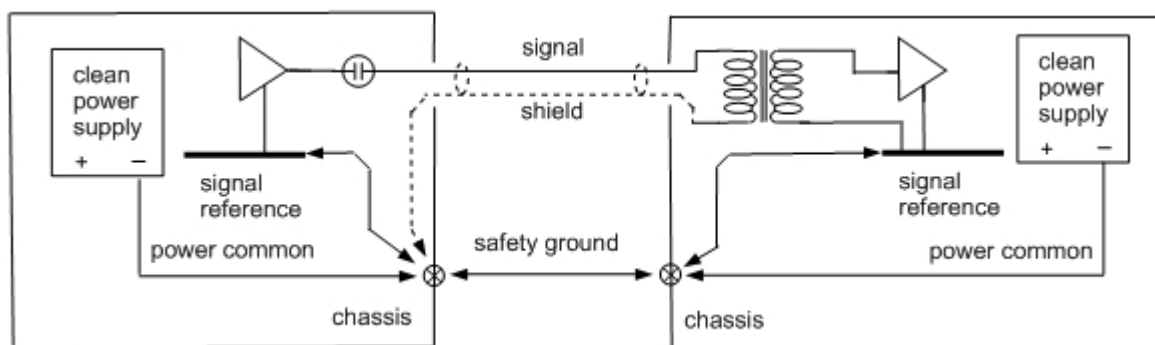 clean
power
supply
+ −
signal
reference
power common
chassis
signal
shield
safety ground
chassis
signal
reference
power common
clean
power
supply
+ −